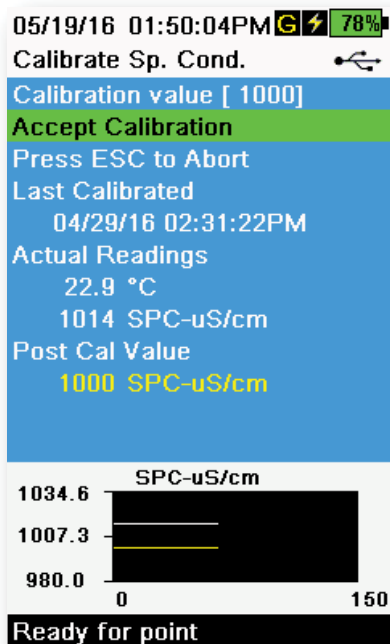 05/19/16 01:50:04PM G 78%
Calibrate Sp. Cond.
Calibration value [ 1000]
Accept Calibration
Press ESC to Abort
Last Calibrated
04/29/16 02:31:22PM
Actual Readings
22.9 °C
1014 SPC-uS/cm
Post Cal Value
1000 SPC-uS/cm
SPC-uS/cm
1034.6
1007.3
980.0
0 150
Ready for point